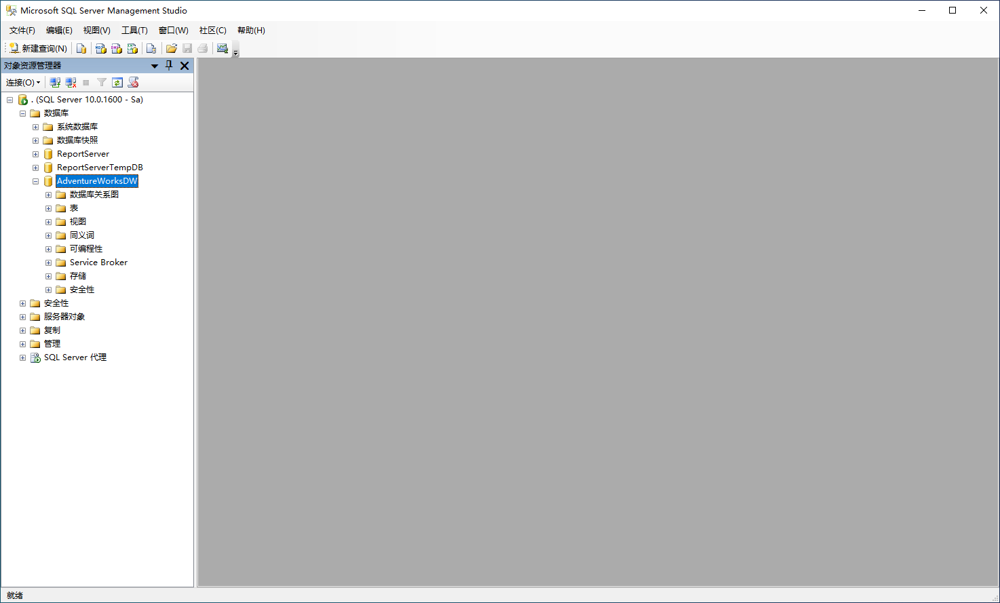 Microsoft SQL Server Management Studio
文件(F) 编辑(E) 视图(V) 工具(T) 窗口(W) 社区(C) 帮助(H)
新建查询(N)
对象资源管理器
连接(O)
. (SQL Server 10.0.1600 - Sa)
数据库
系统数据库
数据库快照
ReportServer
ReportServerTempDB
AdventureWorksDW
数据库关系图
表
视图
同义词
可编程性
Service Broker
存储
安全性
安全性
服务器对象
复制
管理
SQL Server 代理
就绪